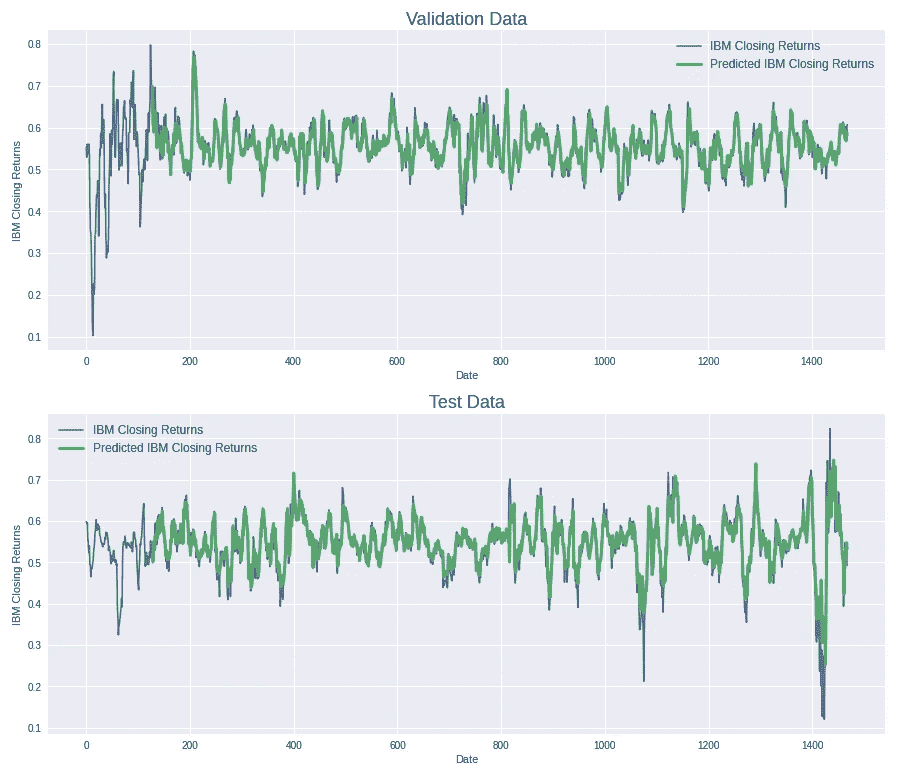 Validation Data
IBM Closing Returns
Predicted IBM Closing Returns
IBM Closing Returns
0.8
0.7
0.6
0.5
0.4
0.3
0.2
0.1
0 200 400 600 800 1000 1200 1400
Date
Test Data
IBM Closing Returns
Predicted IBM Closing Returns
IBM Closing Returns
0.8
0.7
0.6
0.5
0.4
0.3
0.2
0.1
0 200 400 600 800 1000 1200 1400
Date